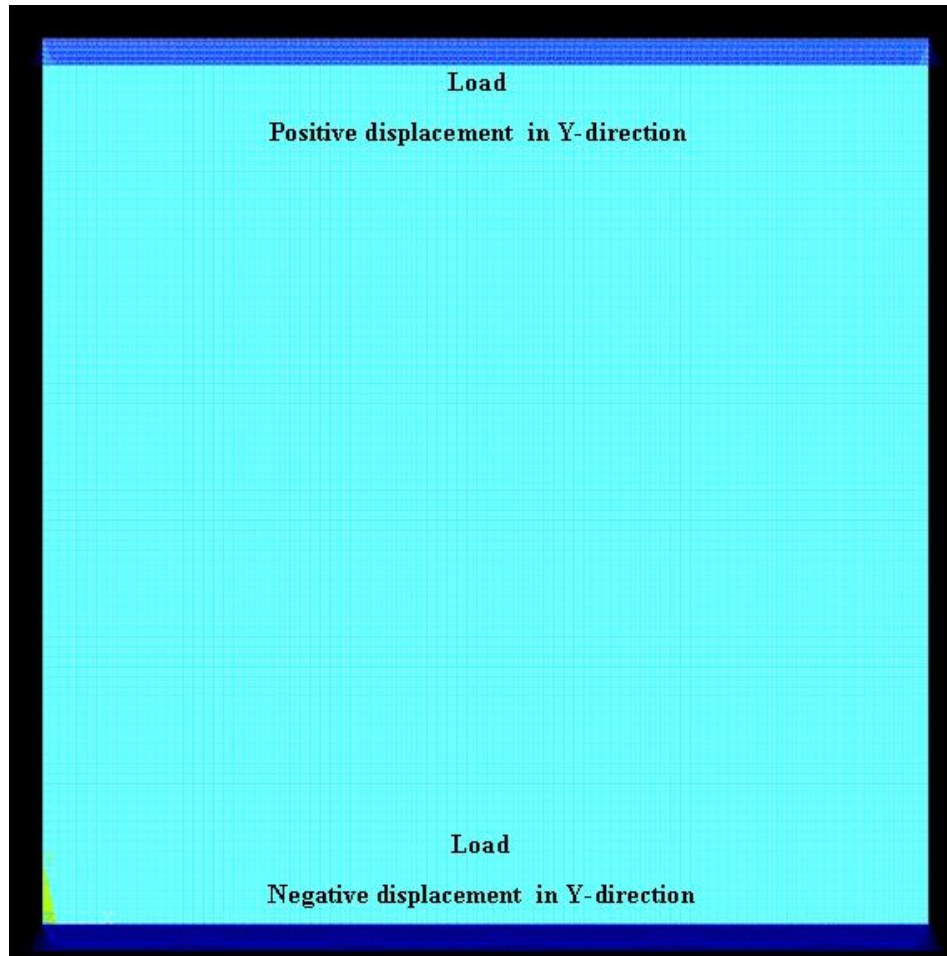 Load
Positive displacement in Y-direction
Load
Negative displacement in Y-direction